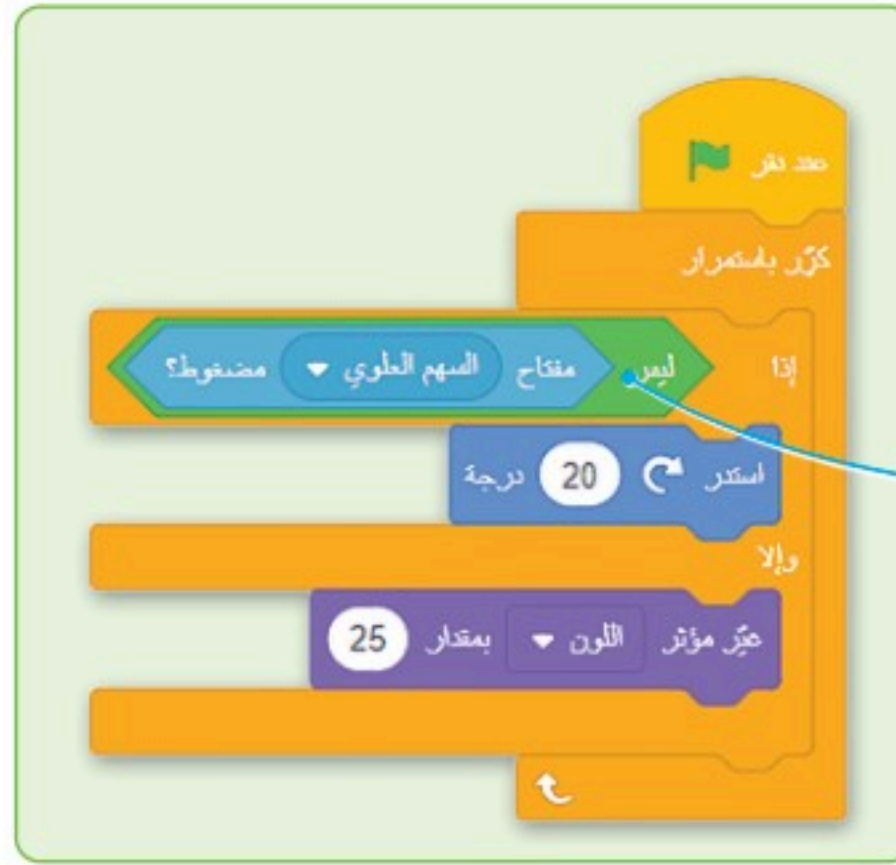 عند نقر
كرّر باستمرار
إذا ليس مفتاح السهم العلوي مضغوط؟
استدر 20 درجة
وإلا
غيّر مؤثر اللون بمقدار 25